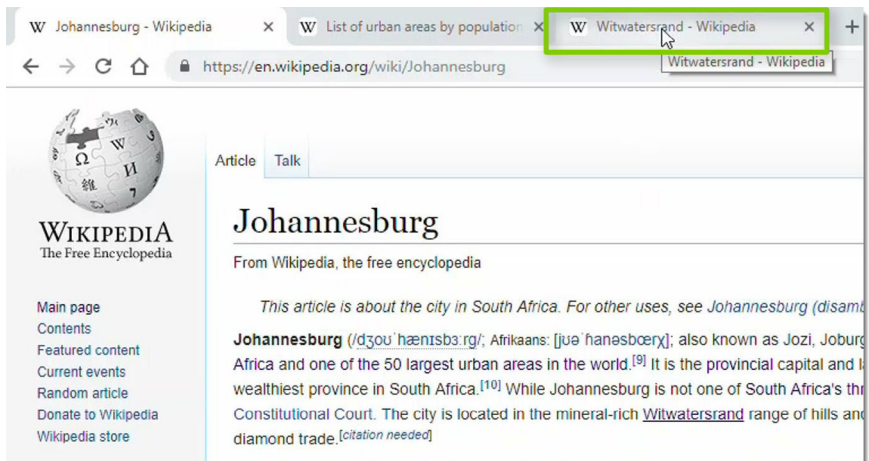 Johannesburg - Wikipedia
List of urban areas by population
Witwatersrand - Wikipedia
https://en.wikipedia.org/wiki/Johannesburg
Witwatersrand - Wikipedia
Article Talk
WIKIPEDIA
The Free Encyclopedia
Johannesburg
From Wikipedia, the free encyclopedia
Main page
Contents
Featured content
Current events
Random article
Donate to Wikipedia
Wikipedia store
This article is about the city in South Africa. For other uses, see Johannesburg (disamb
Johannesburg (/dʒoʊˈhænɪsbɜːrɡ/; Afrikaans: [jʊəˈɦanəsbœrχ]; also known as Jozi, Joburg
Africa and one of the 50 largest urban areas in the world.[9] It is the provincial capital and la
wealthiest province in South Africa.[10] While Johannesburg is not one of South Africa's thr
Constitutional Court. The city is located in the mineral-rich Witwatersrand range of hills and
diamond trade.[citation needed]